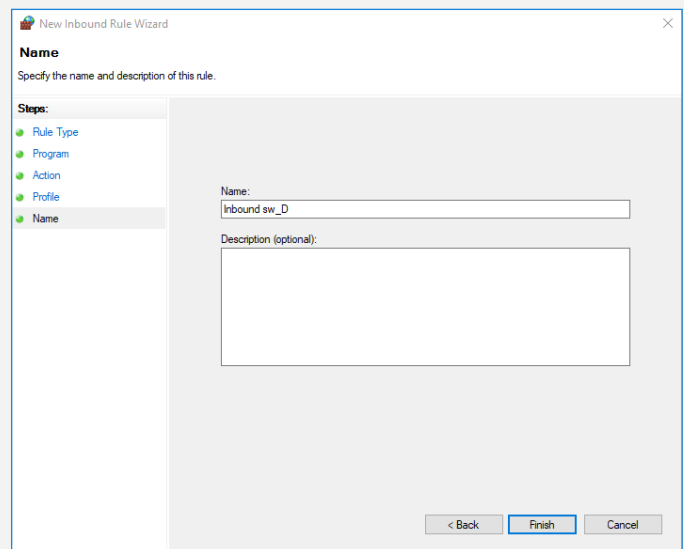 New Inbound Rule Wizard
Name
Specify the name and description of this rule.
Steps:
Rule Type
Program
Action
Profile
Name
Name:
Inbound sw_D
Description (optional):
< Back Finish Cancel